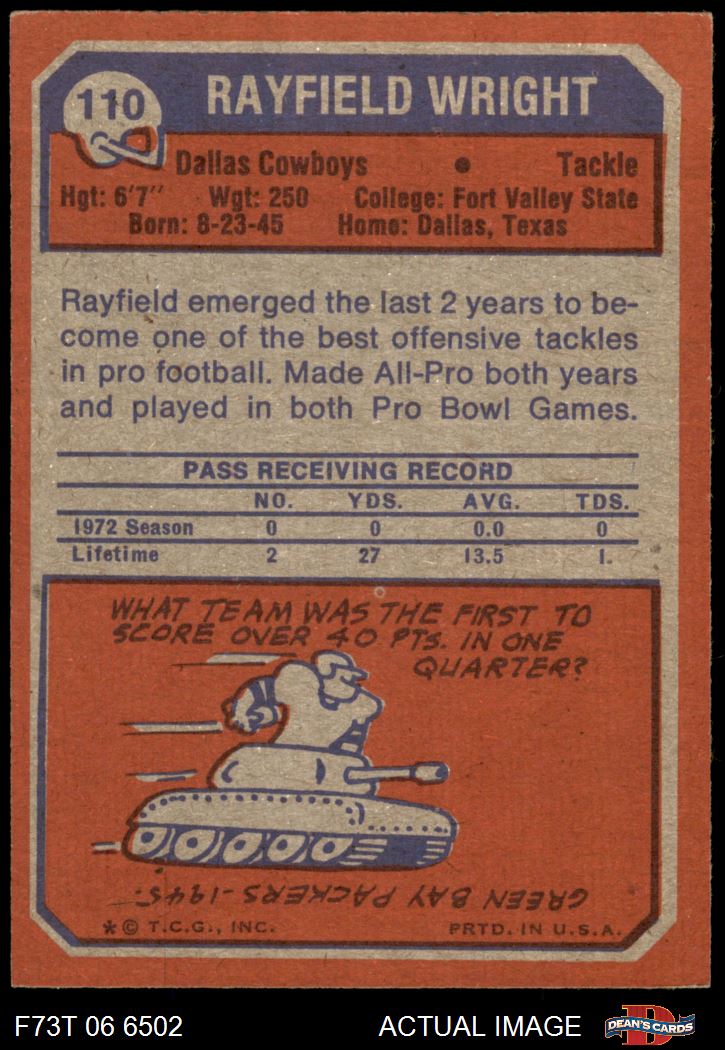 110
RAYFIELD WRIGHT
Dallas Cowboys • Tackle
Hgt: 6'7" Wgt: 250 College: Fort Valley State
Born: 8-23-45 Home: Dallas, Texas
Rayfield emerged the last 2 years to be-
come one of the best offensive tackles
in pro football. Made All-Pro both years
and played in both Pro Bowl Games.
PASS RECEIVING RECORD
NO. YDS. AVG. TDS.
1972 Season 0 0 0.0 0
Lifetime 2 27 13.5 1.
WHAT TEAM WAS THE FIRST TO
SCORE OVER 40 PTS. IN ONE
QUARTER?
GREEN BAY PACKERS-1945.
*© T.C.G., INC. PRTD. IN U.S.A.
F73T 06 6502 ACTUAL IMAGE
D
DEAN'S CARDS